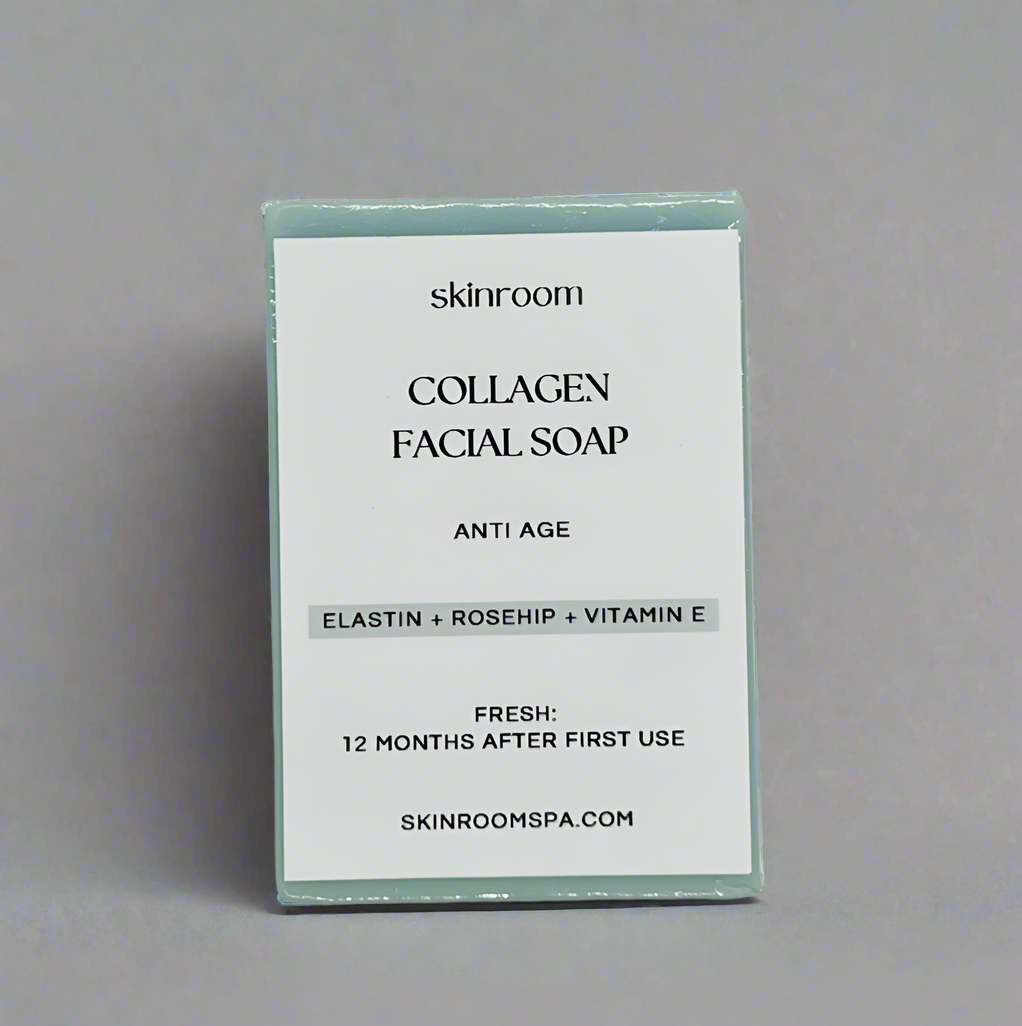 skinroom
COLLAGEN
FACIAL SOAP
ANTI AGE
ELASTIN + ROSEHIP + VITAMIN E
FRESH:
12 MONTHS AFTER FIRST USE
SKINROOMSPA.COM